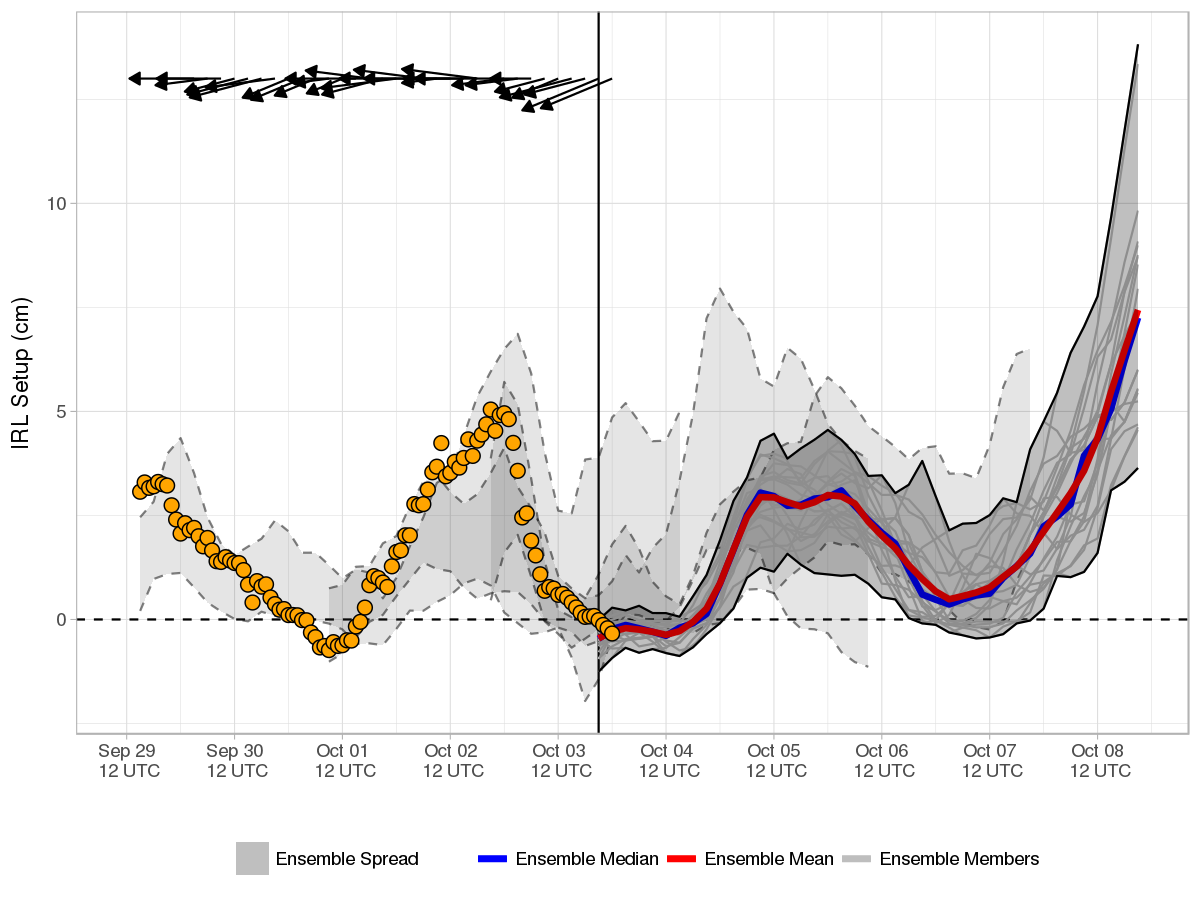 IRL Setup (cm)
10
5
0
Sep 29 Sep 30 Oct 01 Oct 02 Oct 03 Oct 04 Oct 05 Oct 06 Oct 07 Oct 08
12 UTC 12 UTC 12 UTC 12 UTC 12 UTC 12 UTC 12 UTC 12 UTC 12 UTC 12 UTC
Ensemble Spread Ensemble Median Ensemble Mean Ensemble Members